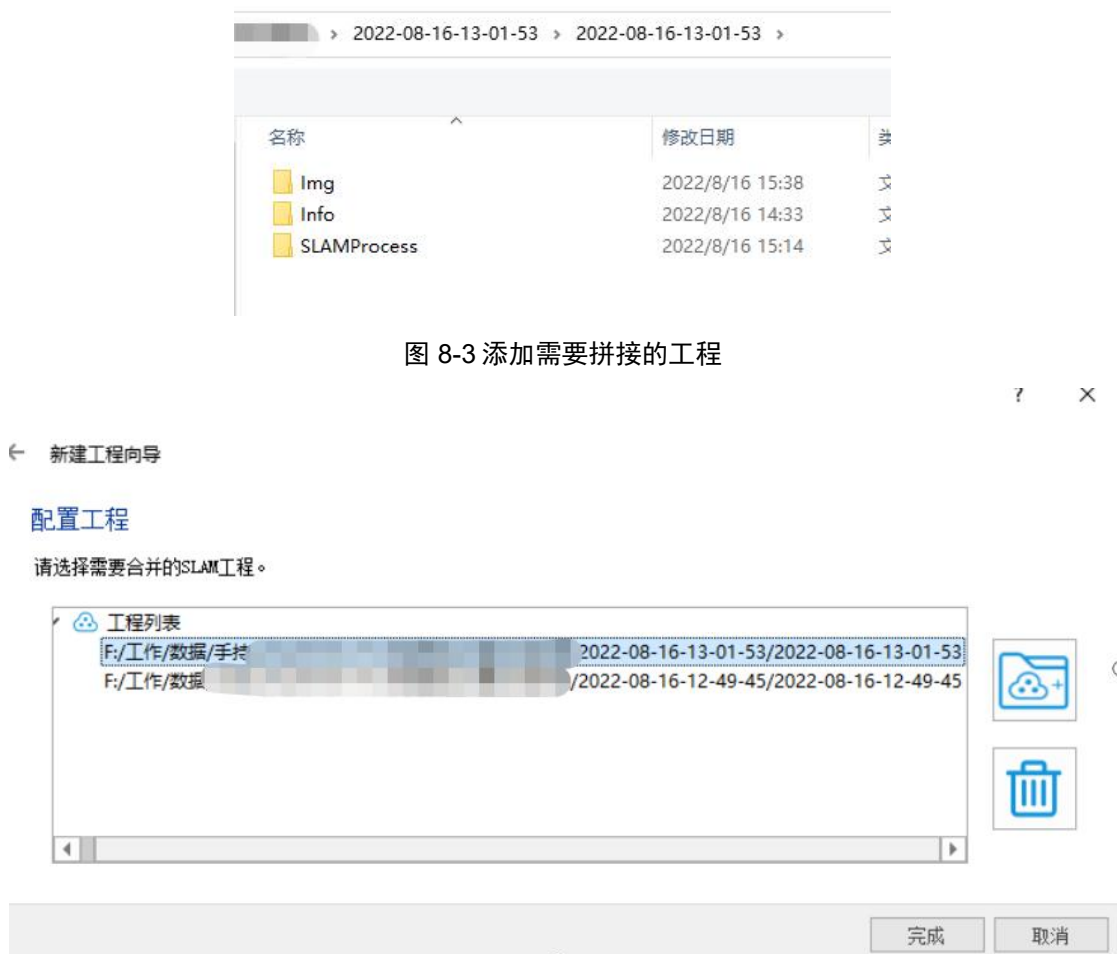 › 2022-08-16-13-01-53 › 2022-08-16-13-01-53 ›
名称 修改日期 类
Img 2022/8/16 15:38 文
Info 2022/8/16 14:33 文
SLAMProcess 2022/8/16 15:14 文
图 8-3 添加需要拼接的工程
? ×
← 新建工程向导
配置工程
请选择需要合并的SLAM工程。
工程列表
F:/工作/数据/手持 2022-08-16-13-01-53/2022-08-16-13-01-53
F:/工作/数据 /2022-08-16-12-49-45/2022-08-16-12-49-45
完成 取消